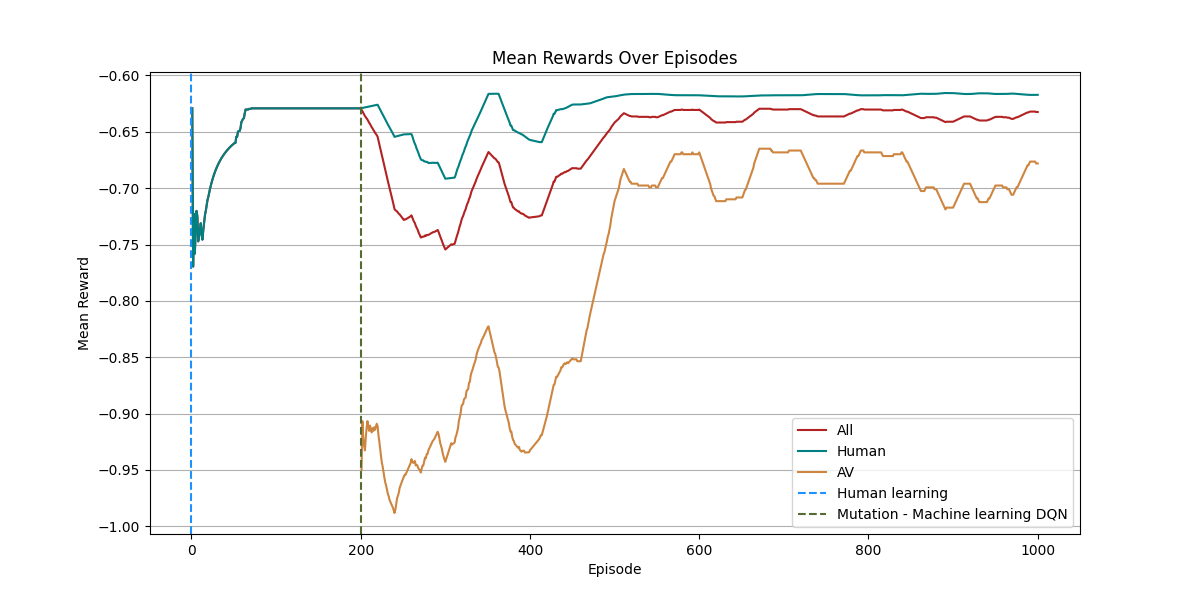 Mean Rewards Over Episodes
Mean Reward
−0.60
−0.65
−0.70
−0.75
−0.80
−0.85
−0.90
−0.95
−1.00
0
200
400
600
800
1000
Episode
All
Human
AV
Human learning
Mutation - Machine learning DQN